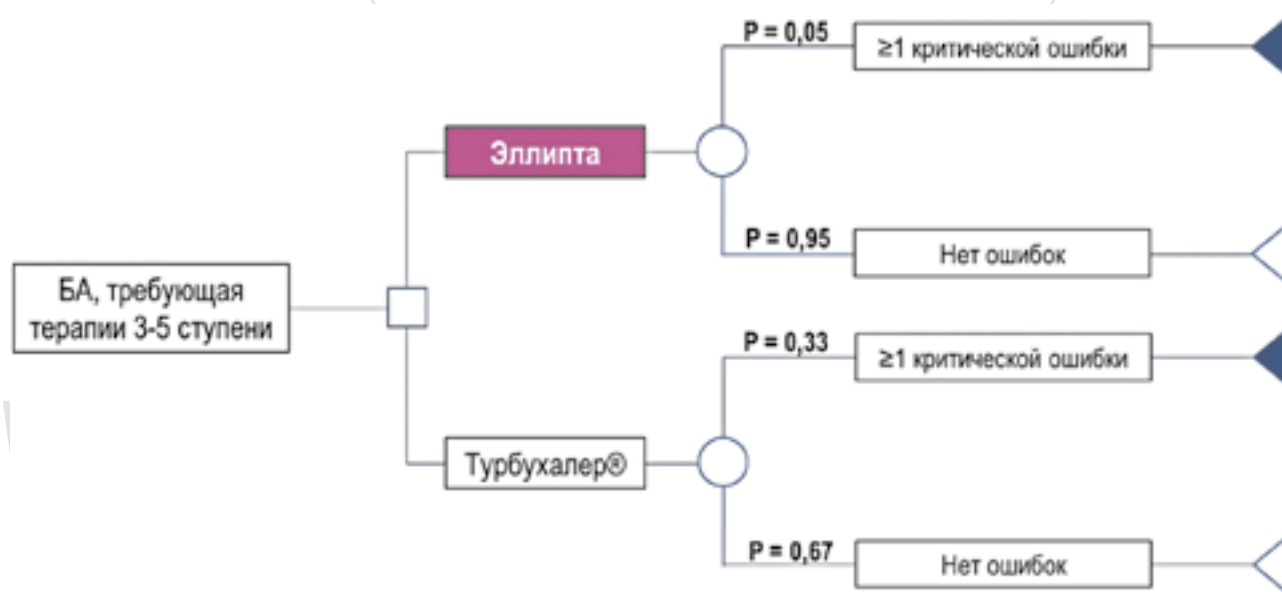 P = 0,05
≥1 критической ошибки
Эллипта
P = 0,95
Нет ошибок
БА, требующая
терапии 3-5 ступени
P = 0,33
≥1 критической ошибки
Турбухалер®
P = 0,67
Нет ошибок